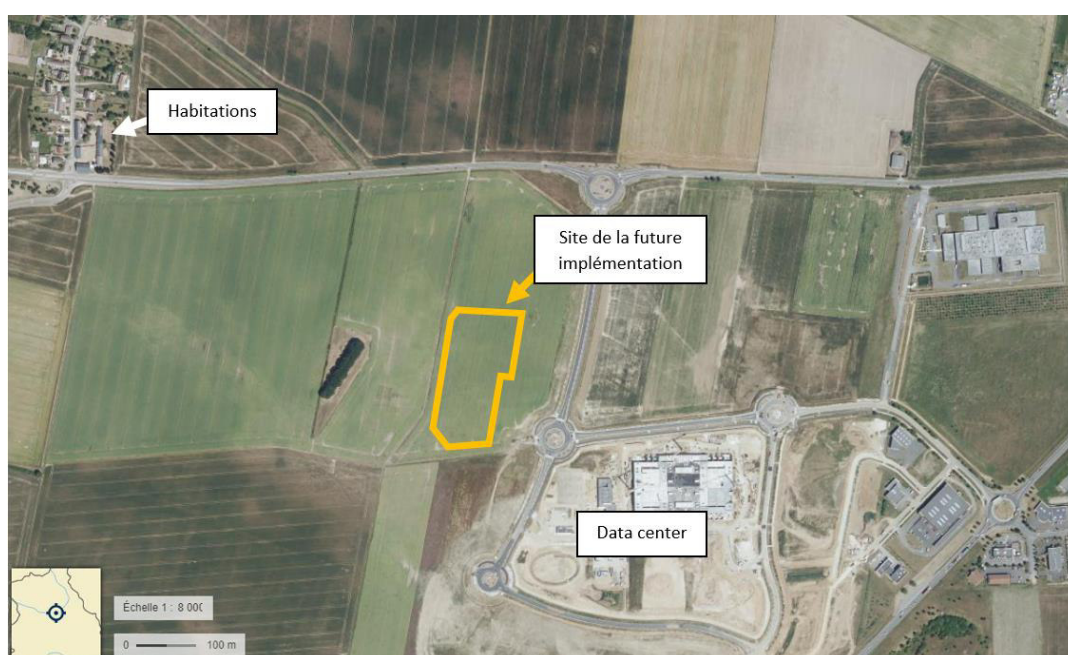 Habitations
Site de la future
implémentation
Data center
Échelle 1 : 8 000
0
100 m